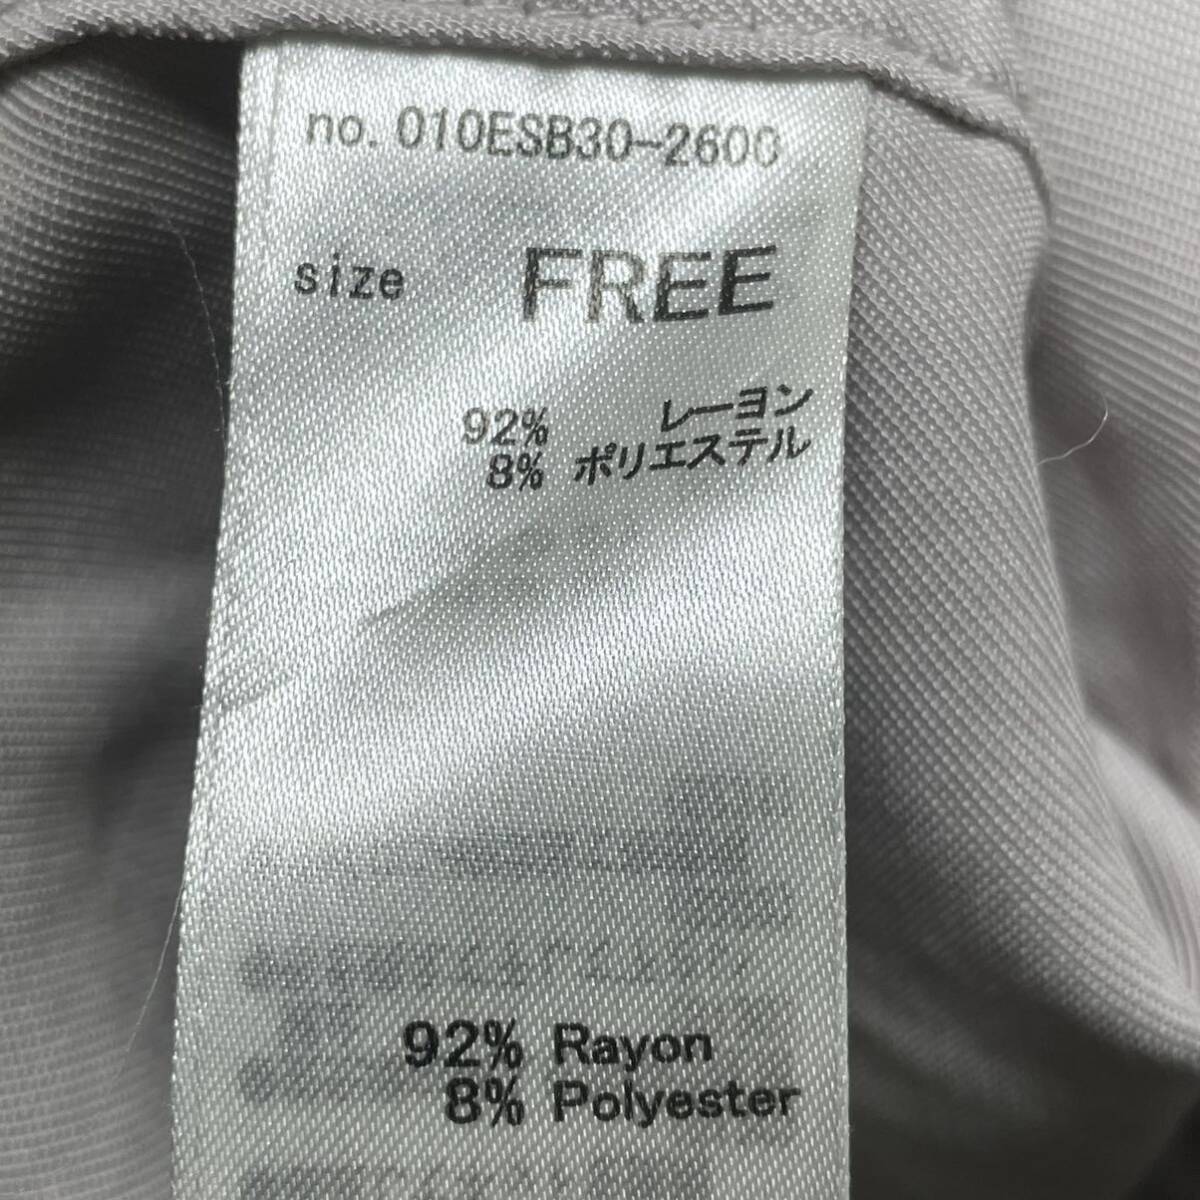 no. 010ESB30-2600
size FREE
92% レーヨン
8% ポリエステル
92% Rayon
8% Polyester